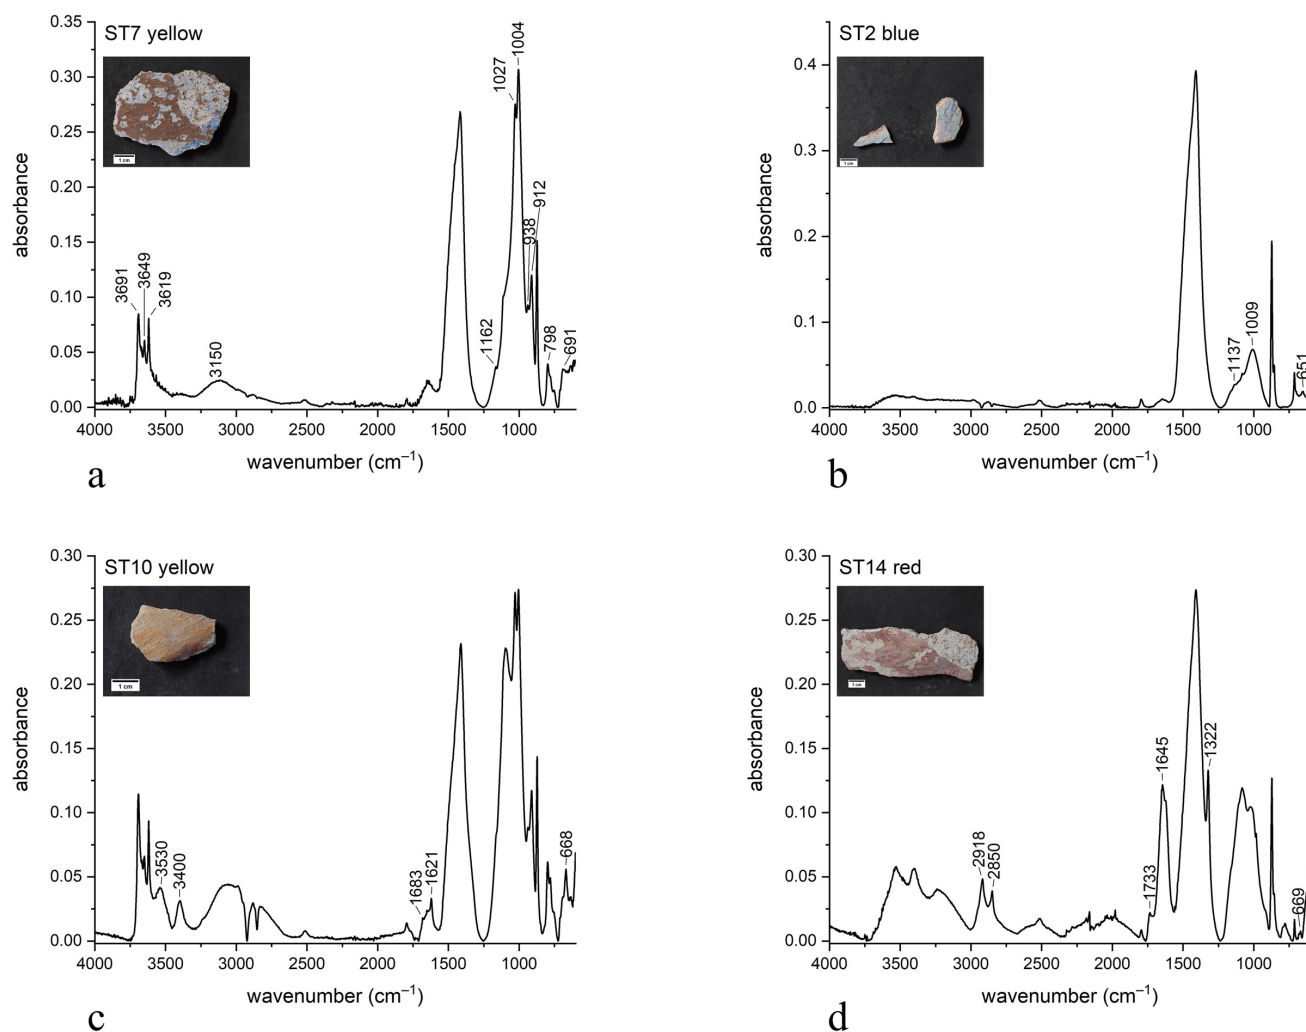 ST7 yellow
1 cm
absorbance
0.35
0.30
0.25
0.20
0.15
0.10
0.05
0.00
3691
3649
3619
3150
1162
1027
1004
938
912
798
691
4000 3500 3000 2500 2000 1500 1000
wavenumber (cm⁻¹)
a
ST2 blue
1 cm
absorbance
0.4
0.3
0.2
0.1
0.0
1137
1009
651
4000 3500 3000 2500 2000 1500 1000
wavenumber (cm⁻¹)
b
ST10 yellow
1 cm
absorbance
0.30
0.25
0.20
0.15
0.10
0.05
0.00
3530
3400
1683
1621
668
4000 3500 3000 2500 2000 1500 1000
wavenumber (cm⁻¹)
c
ST14 red
1 cm
absorbance
0.30
0.25
0.20
0.15
0.10
0.05
0.00
2918
2850
1733
1645
1322
669
4000 3500 3000 2500 2000 1500 1000
wavenumber (cm⁻¹)
d